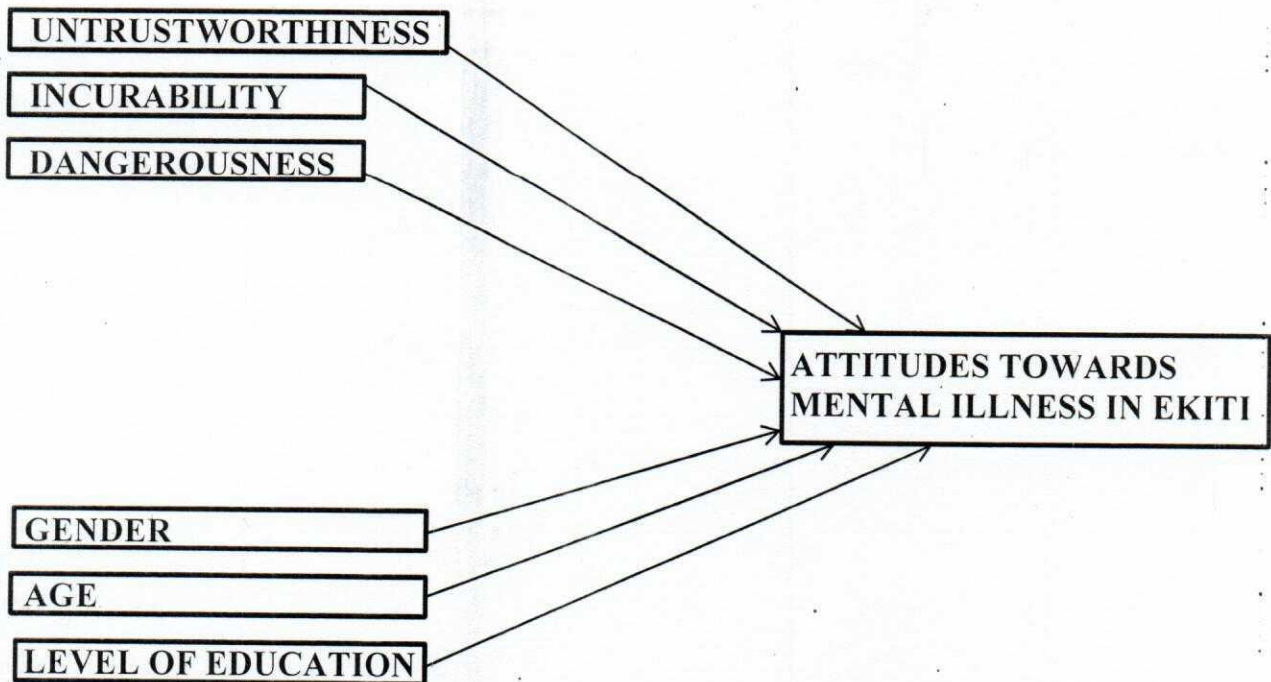 UNTRUSTWORTHINESS
INCURABILITY
DANGEROUSNESS
ATTITUDES TOWARDS
MENTAL ILLNESS IN EKITI
GENDER
AGE
LEVEL OF EDUCATION